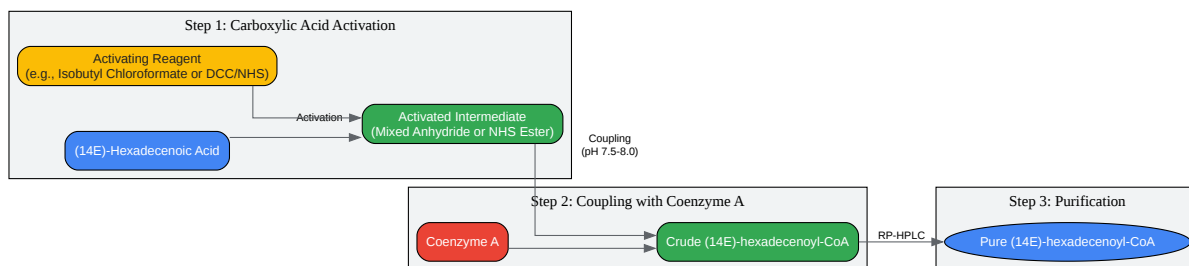 Step 1: Carboxylic Acid Activation
Activating Reagent
(e.g., Isobutyl Chloroformate or DCC/NHS)
Activation
Activated Intermediate
(Mixed Anhydride or NHS Ester)
(14E)-Hexadecenoic Acid
Coupling
(pH 7.5-8.0)
Step 2: Coupling with Coenzyme A
Coenzyme A
Crude (14E)-hexadecenoyl-CoA
RP-HPLC
Step 3: Purification
Pure (14E)-hexadecenoyl-CoA